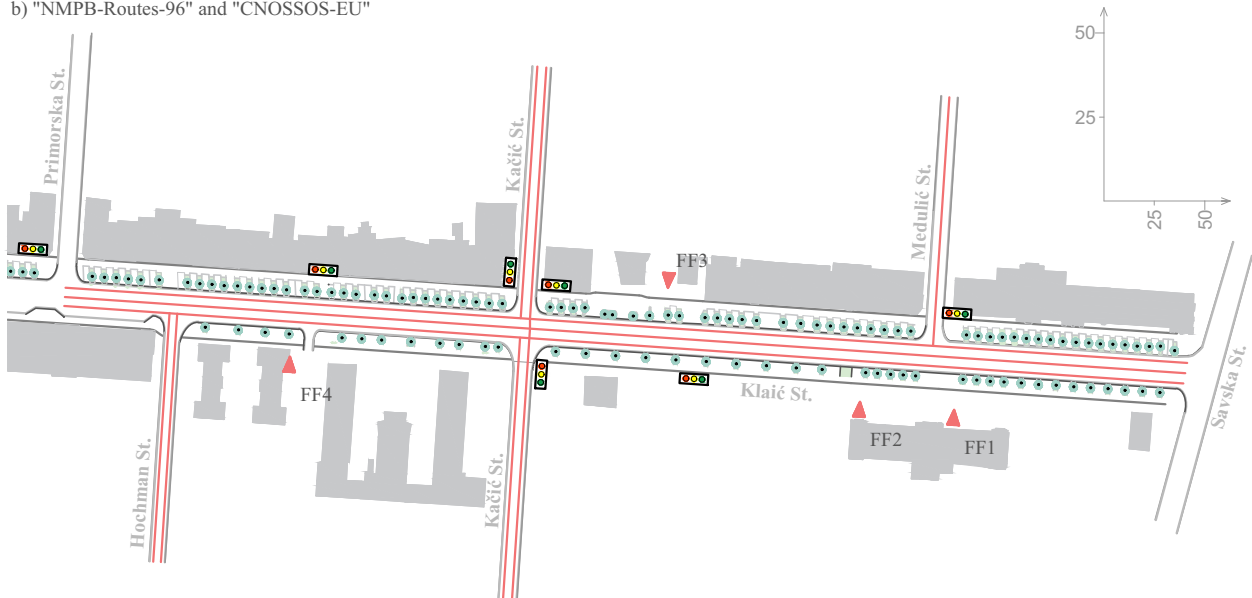 b) "NMPB-Routes-96" and "CNOSSOS-EU"
50
25
25
50
Primorska St.
Kačić St.
Medulić St.
FF3
Savska St.
Klaić St.
FF4
FF2
FF1
Hochman St.
Kačić St.